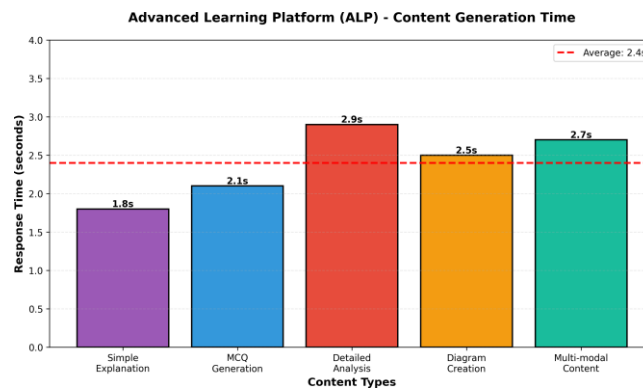 Advanced Learning Platform (ALP) - Content Generation Time
4.0
3.5
3.0
2.5
2.0
1.5
1.0
0.5
0.0
Response Time (seconds)
Average: 2.4s
1.8s
2.1s
2.9s
2.5s
2.7s
Simple
Explanation
MCQ
Generation
Detailed
Analysis
Diagram
Creation
Multi-modal
Content
Content Types